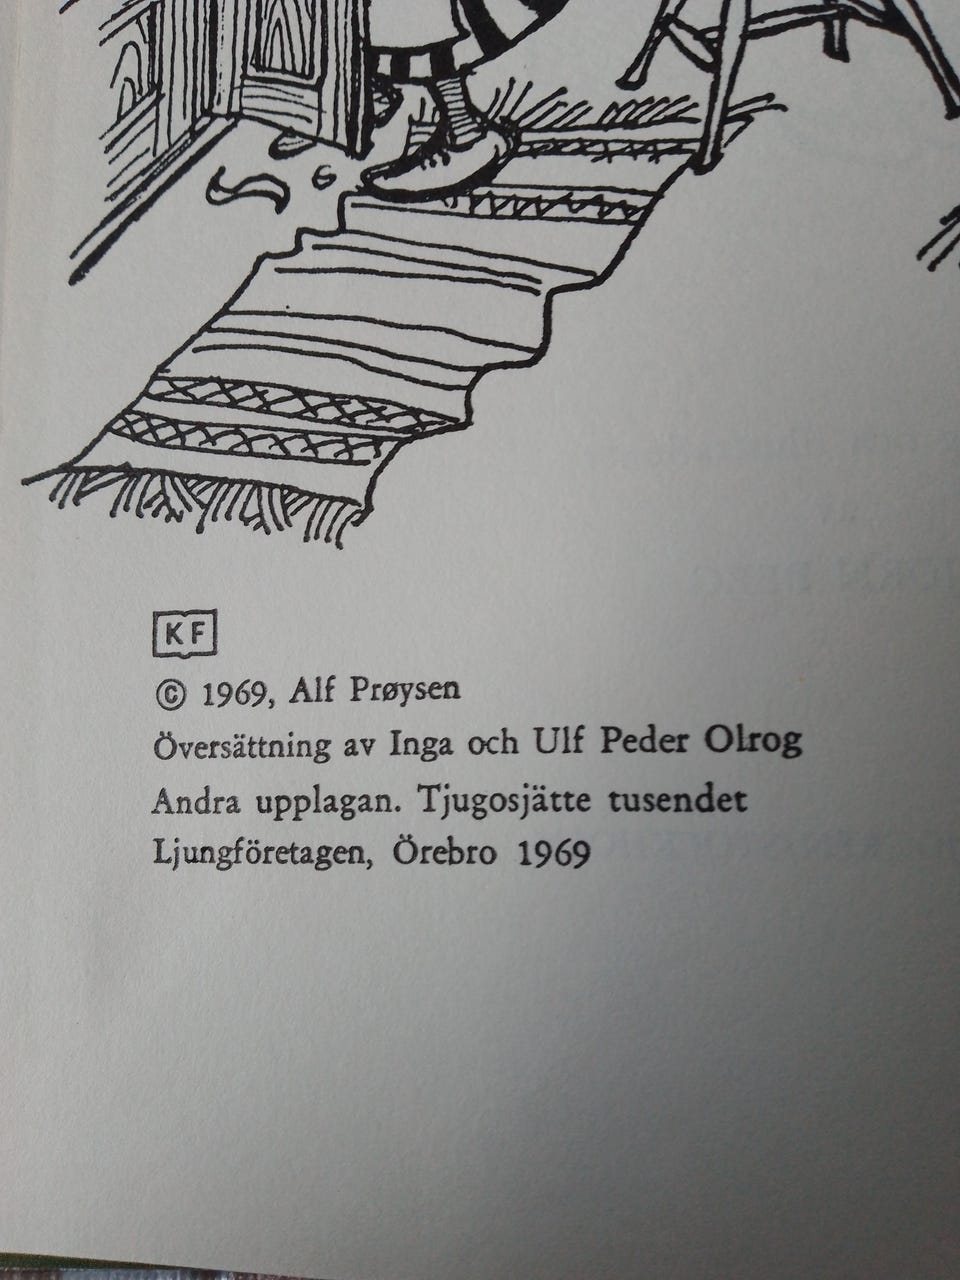 KF
© 1969, Alf Prøysen
Översättning av Inga och Ulf Peder Olrog
Andra upplagan. Tjugosjätte tusendet
Ljungföretagen, Örebro 1969